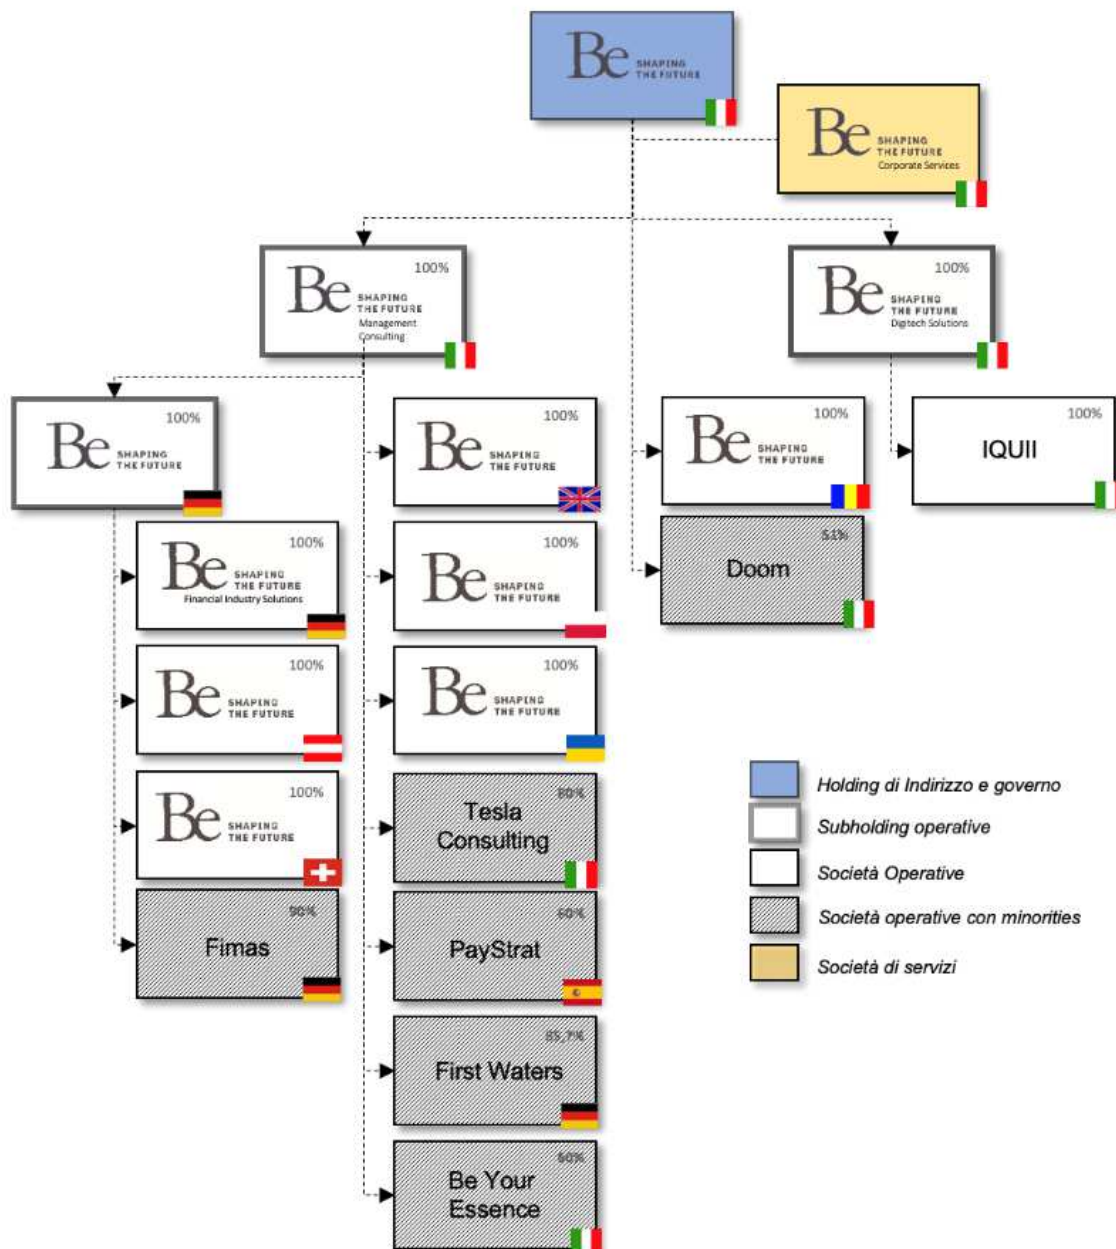 Be SHAPING
THE FUTURE
Be SHAPING
THE FUTURE
Corporate Services
100%
Be SHAPING
THE FUTURE
Management
Consulting
100%
Be SHAPING
THE FUTURE
Digitech Solutions
100%
Be SHAPING
THE FUTURE
100%
Be SHAPING
THE FUTURE
100%
Be SHAPING
THE FUTURE
100%
IQUII
100%
Be SHAPING
THE FUTURE
Financial Industry Solutions
100%
Be SHAPING
THE FUTURE
51%
Doom
100%
Be SHAPING
THE FUTURE
100%
Be SHAPING
THE FUTURE
100%
Be SHAPING
THE FUTURE
80%
Tesla
Consulting
90%
Fimas
60%
PayStrat
85,7%
First Waters
60%
Be Your
Essence
Holding di Indirizzo e governo
Subholding operative
Società Operative
Società operative con minorities
Società di servizi